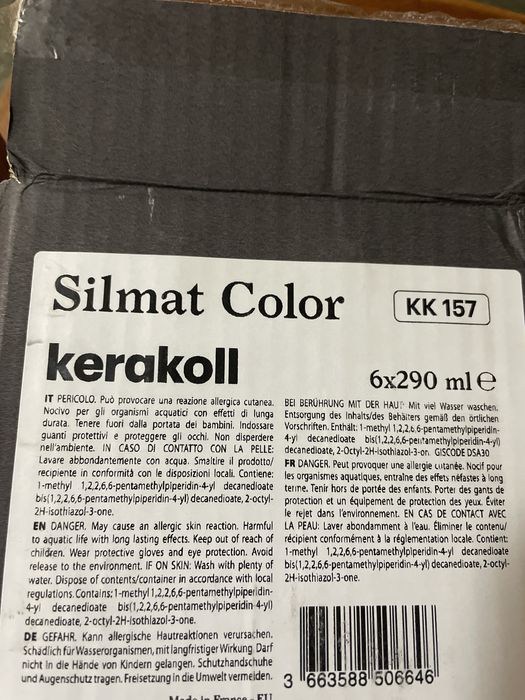 Silmat Color
KK 157
kerakoll
6x290 ml ℮
IT PERICOLO. Può provocare una reazione allergica cutanea.
Nocivo per gli organismi acquatici con effetti di lunga
durata. Tenere fuori dalla portata dei bambini. Indossare
guanti protettivi e proteggere gli occhi. Non disperdere
nell'ambiente. IN CASO DI CONTATTO CON LA PELLE:
Lavare abbondantemente con acqua. Smaltire il prodotto/
recipiente in conformità con le disposizioni locali. Contiene:
1-methyl 1,2,2,6,6-pentamethylpiperidin-4-yl decanedioate
bis(1,2,2,6,6-pentamethylpiperidin-4-yl) decanedioate, 2-octyl-
2H-isothiazol-3-one.
EN DANGER. May cause an allergic skin reaction. Harmful
to aquatic life with long lasting effects. Keep out of reach of
children. Wear protective gloves and eye protection. Avoid
release to the environment. IF ON SKIN: Wash with plenty of
water. Dispose of contents/container in accordance with local
regulations. Contains: 1-methyl 1,2,2,6,6-pentamethylpiperidin-
4-yl decanedioate bis(1,2,2,6,6-pentamethylpiperidin-4-yl)
decanedioate, 2-octyl-2H-isothiazol-3-one.
DE GEFAHR. Kann allergische Hautreaktionen verursachen.
Schädlich für Wasserorganismen, mit langfristiger Wirkung. Darf
nicht in die Hände von Kindern gelangen. Schutzhandschuhe
und Augenschutz tragen. Freisetzung in die Umwelt vermeiden.
BEI BERÜHRUNG MIT DER HAUT: Mit viel Wasser waschen.
Entsorgung des Inhalts/des Behälters gemäß den örtlichen
Vorschriften. Enthält: 1-methyl 1,2,2,6,6-pentamethylpiperidin-
4-yl decanedioate bis(1,2,2,6,6-pentamethylpiperidin-4-yl)
decanedioate, 2-Octyl-2H-isothiazol-3-on. GISCODE DSA30
FR DANGER. Peut provoquer une allergie cutanée. Nocif pour
les organismes aquatiques, entraîne des effets néfastes à long
terme. Tenir hors de portée des enfants. Porter des gants de
protection et un équipement de protection des yeux. Éviter
le rejet dans l'environnement. EN CAS DE CONTACT AVEC
LA PEAU: Laver abondamment à l'eau. Éliminer le contenu/
récipient conformément à la réglementation locale. Contient:
1-methyl 1,2,2,6,6-pentamethylpiperidin-4-yl decanedioate
bis(1,2,2,6,6-pentamethylpiperidin-4-yl) decanedioate, 2-octyl-
2H-isothiazol-3-one.
3 663588 506646
Made in France - EU